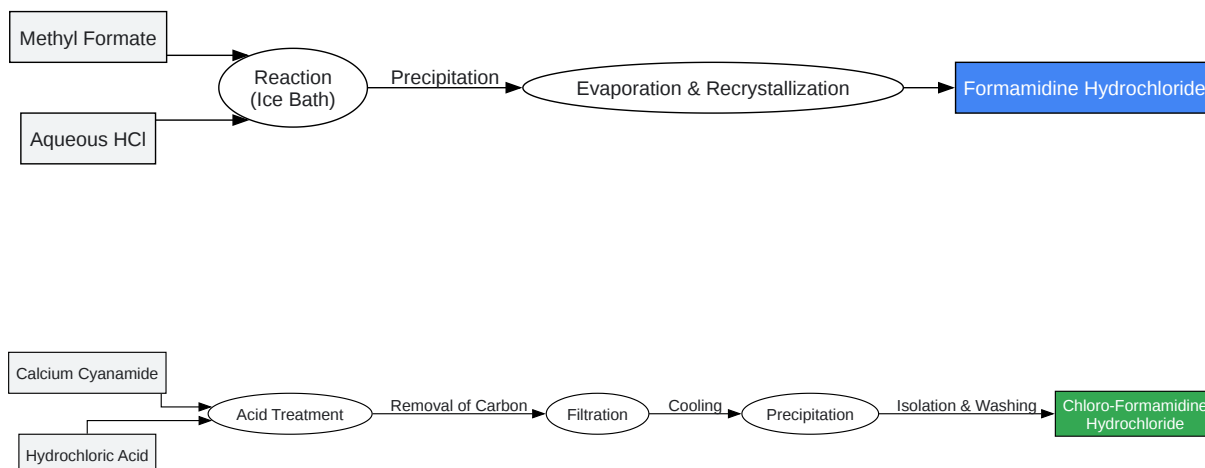 Methyl Formate
Aqueous HCl
Reaction
(Ice Bath)
Precipitation
Evaporation & Recrystallization
Formamidine Hydrochloride
Calcium Cyanamide
Hydrochloric Acid
Acid Treatment
Removal of Carbon
Filtration
Cooling
Precipitation
Isolation & Washing
Chloro-Formamidine
Hydrochloride